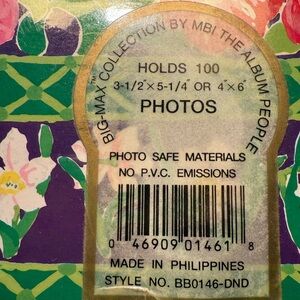 BIG-MAX™ COLLECTION BY MBI THE ALBUM PEOPLE
HOLDS 100
3-1/2"×5-1/4" OR 4"×6"
PHOTOS
PHOTO SAFE MATERIALS
NO P.V.C. EMISSIONS
0 46909 01461 8
MADE IN PHILIPPINES
STYLE NO. BB0146-DND